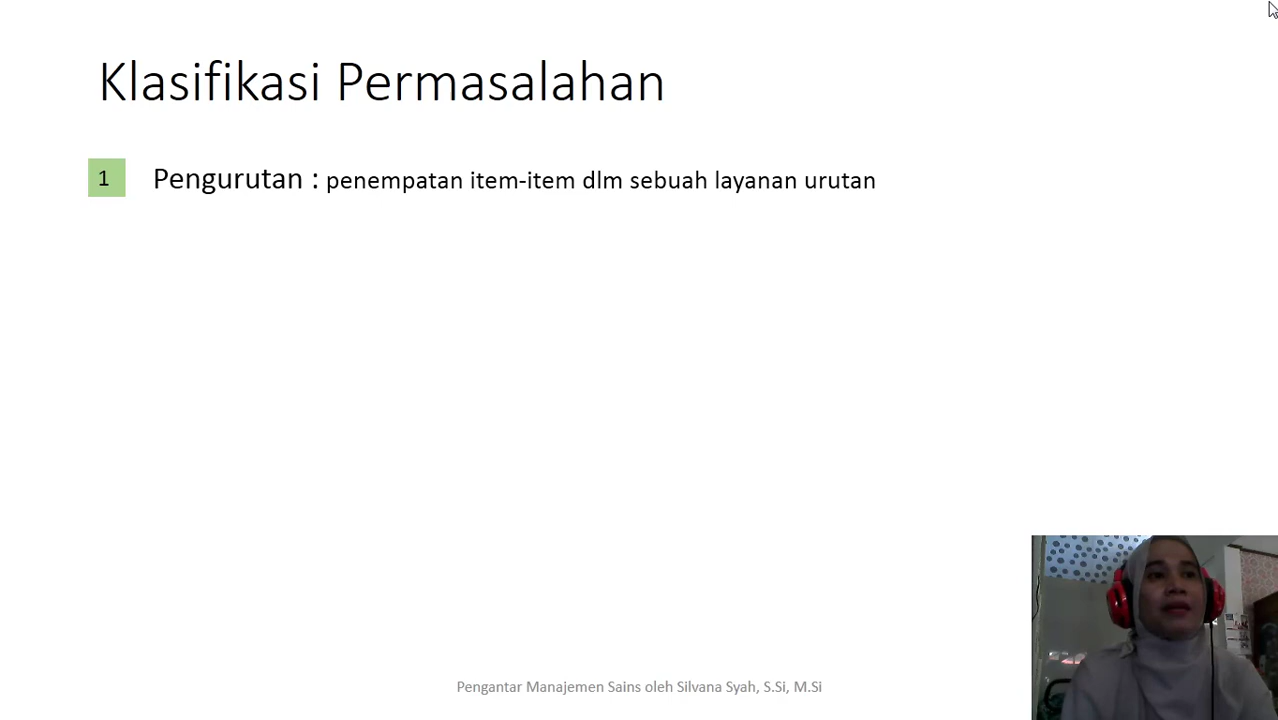 Klasifikasi Permasalahan
1 Pengurutan : penempatan item-item dlm sebuah layanan urutan
Pengantar Manajemen Sains oleh Silvana Syah, S.Si, M.Si